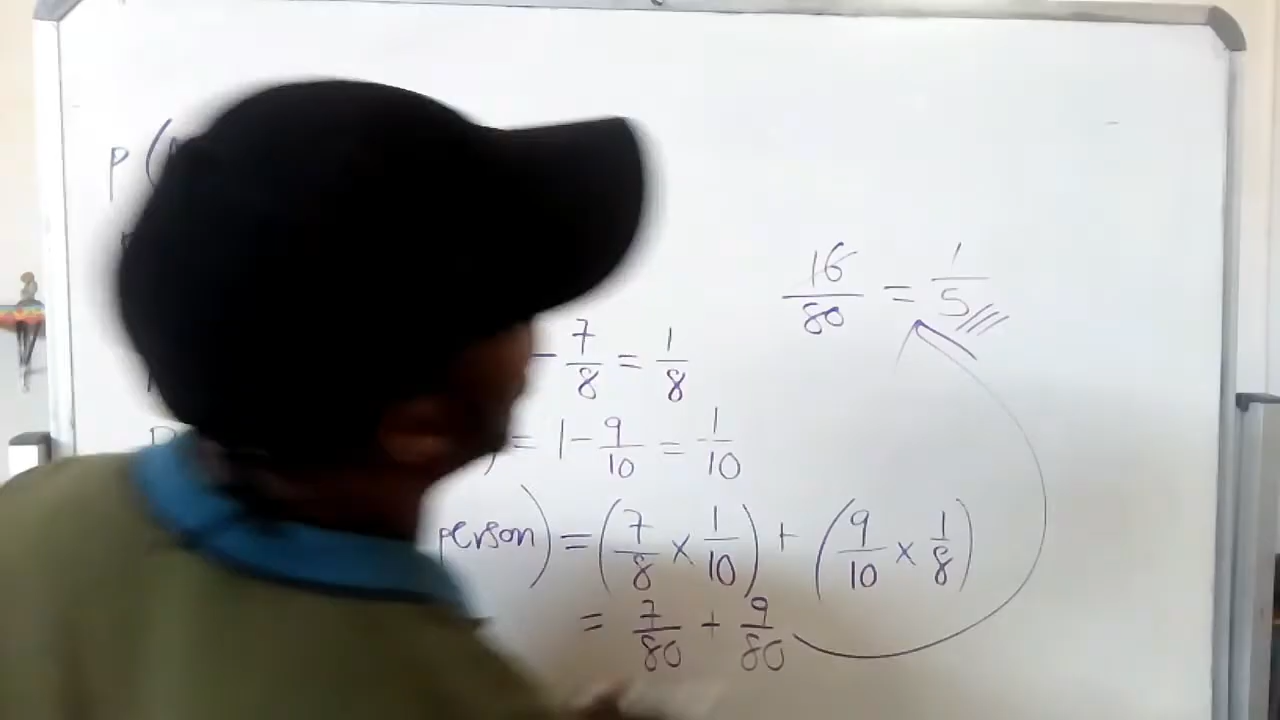 P (
16/80 = 1/5
- 7/8 = 1/8
) = 1 - 9/10 = 1/10
person) = (7/8 × 1/10) + (9/10 × 1/8)
= 7/80 + 9/80